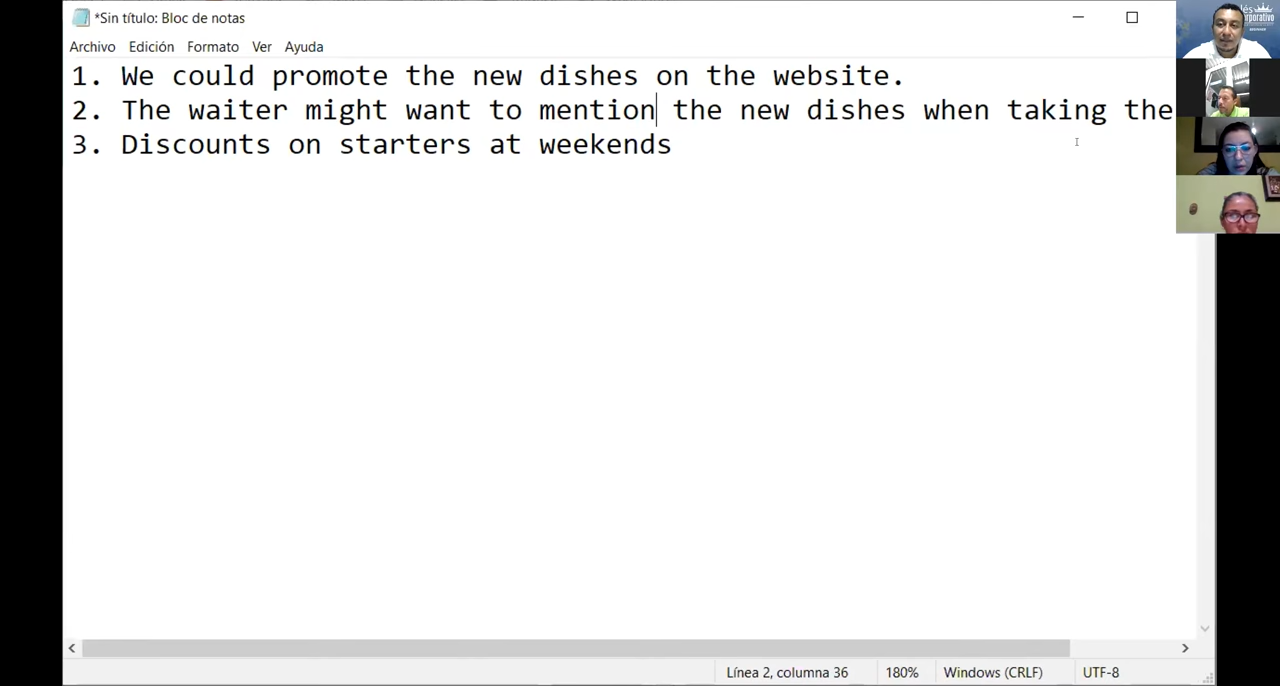 *Sin título: Bloc de notas
Archivo Edición Formato Ver Ayuda
1. We could promote the new dishes on the website.
2. The waiter might want to mention the new dishes when taking the
3. Discounts on starters at weekends
Línea 2, columna 36 180% Windows (CRLF) UTF-8